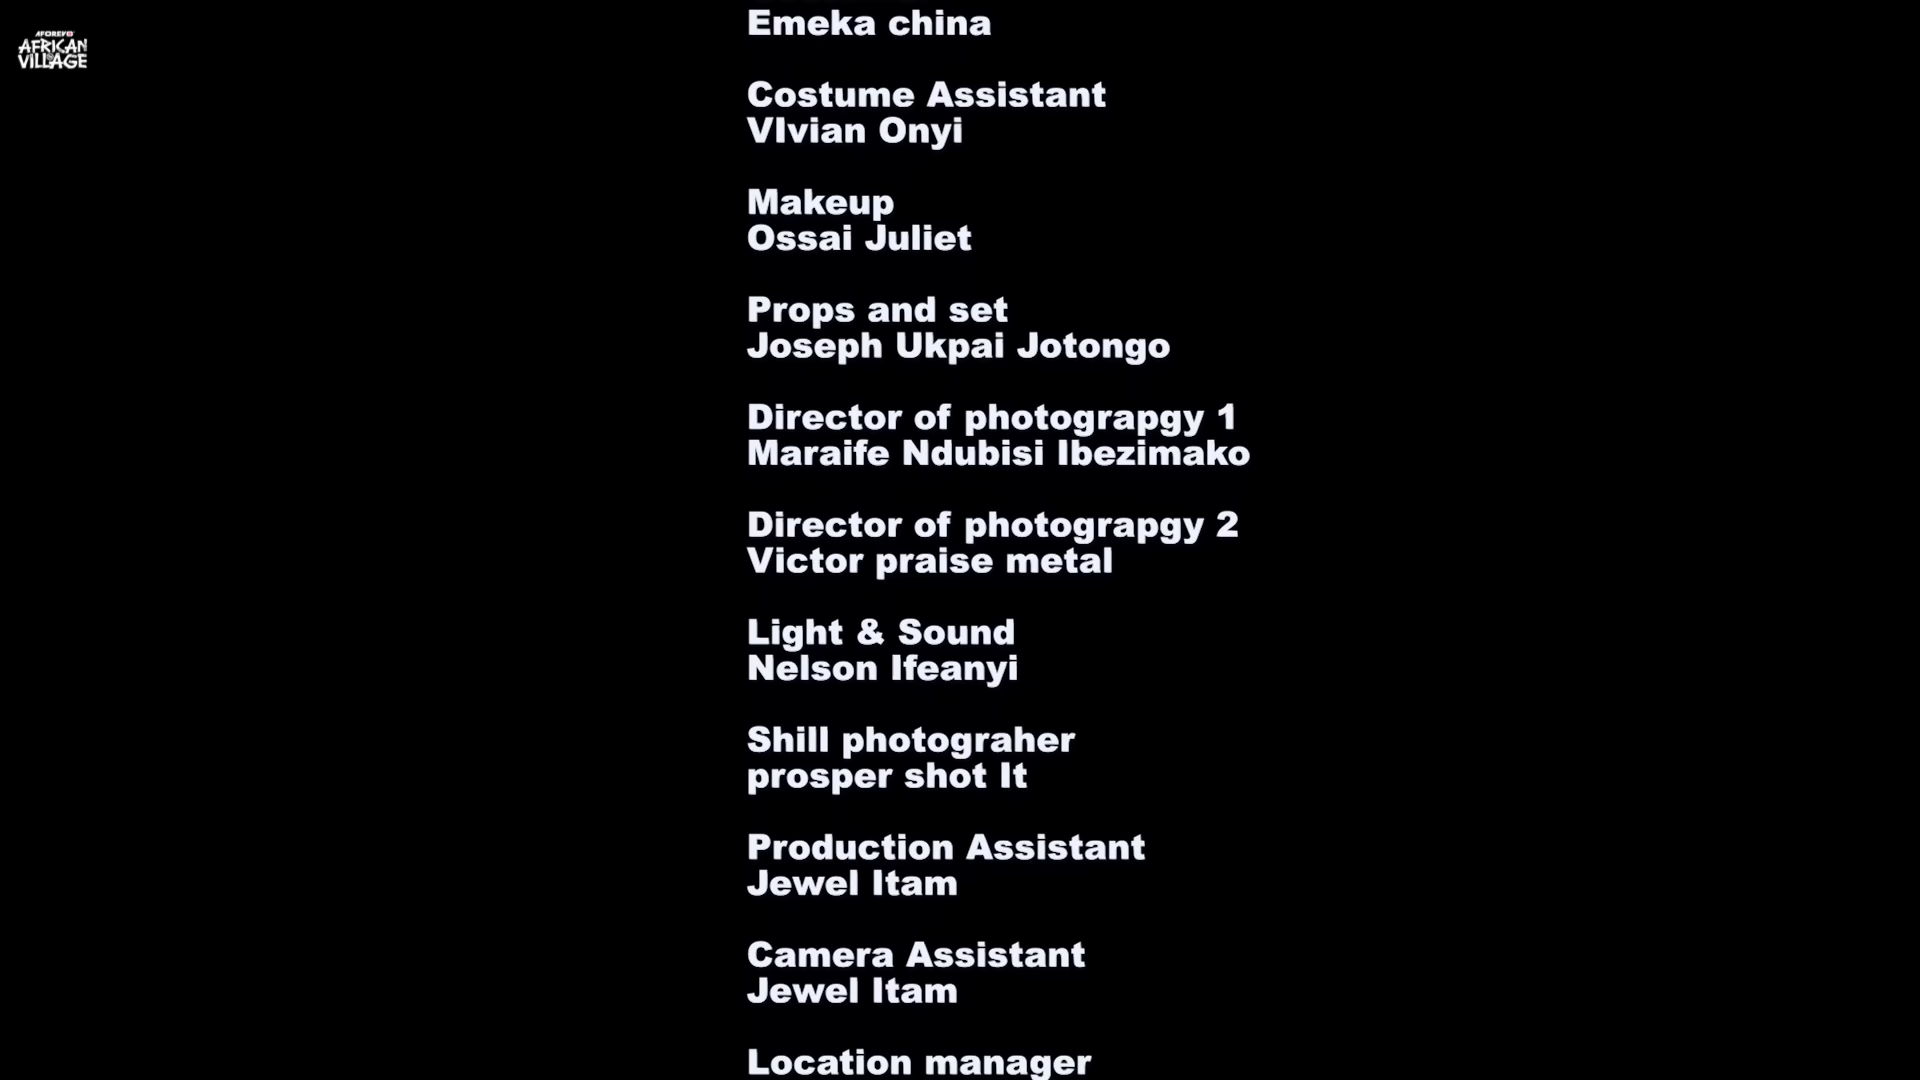 AFOREVO
AFRICAN
VILLAGE
Emeka china
Costume Assistant
VIvian Onyi
Makeup
Ossai Juliet
Props and set
Joseph Ukpai Jotongo
Director of photograpgy 1
Maraife Ndubisi Ibezimako
Director of photograpgy 2
Victor praise metal
Light & Sound
Nelson Ifeanyi
Shill photograher
prosper shot It
Production Assistant
Jewel Itam
Camera Assistant
Jewel Itam
Location manager